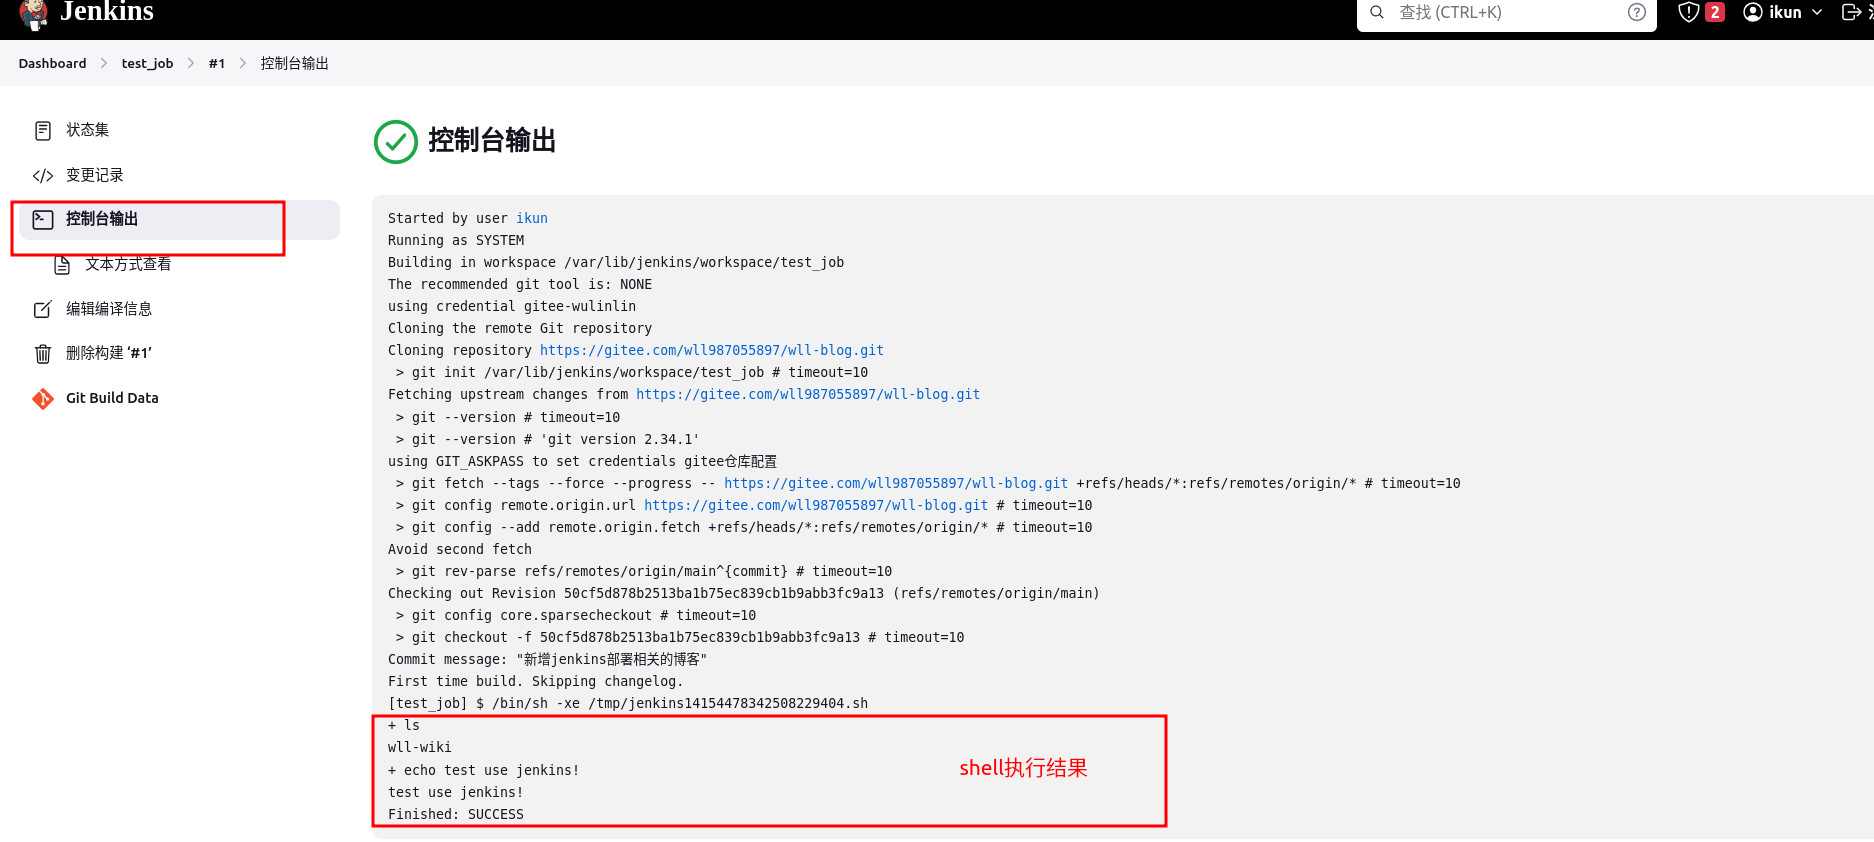 Jenkins
查找 (CTRL+K)
2
ikun
Dashboard
test_job
#1
控制台输出
状态集
变更记录
控制台输出
文本方式查看
编辑编译信息
删除构建 ‘#1’
Git Build Data
控制台输出
Started by user ikun
Running as SYSTEM
Building in workspace /var/lib/jenkins/workspace/test_job
The recommended git tool is: NONE
using credential gitee-wulinlin
Cloning the remote Git repository
Cloning repository https://gitee.com/wll987055897/wll-blog.git
> git init /var/lib/jenkins/workspace/test_job # timeout=10
Fetching upstream changes from https://gitee.com/wll987055897/wll-blog.git
> git --version # timeout=10
> git --version # 'git version 2.34.1'
using GIT_ASKPASS to set credentials gitee仓库配置
> git fetch --tags --force --progress -- https://gitee.com/wll987055897/wll-blog.git +refs/heads/*:refs/remotes/origin/* # timeout=10
> git config remote.origin.url https://gitee.com/wll987055897/wll-blog.git # timeout=10
> git config --add remote.origin.fetch +refs/heads/*:refs/remotes/origin/* # timeout=10
Avoid second fetch
> git rev-parse refs/remotes/origin/main^{commit} # timeout=10
Checking out Revision 50cf5d878b2513ba1b75ec839cb1b9abb3fc9a13 (refs/remotes/origin/main)
> git config core.sparsecheckout # timeout=10
> git checkout -f 50cf5d878b2513ba1b75ec839cb1b9abb3fc9a13 # timeout=10
Commit message: "新增jenkins部署相关的博客"
First time build. Skipping changelog.
[test_job] $ /bin/sh -xe /tmp/jenkins14154478342508229404.sh
+ ls
wll-wiki
+ echo test use jenkins!
shell执行结果
test use jenkins!
Finished: SUCCESS